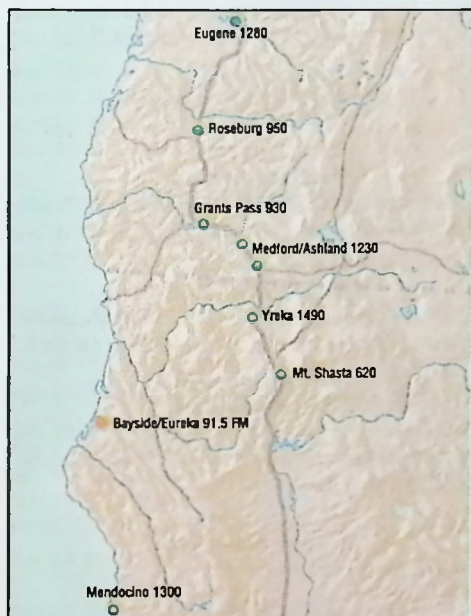 Eugene 1280
Roseburg 950
Grants Pass 930
Medford/Ashland 1230
Yreka 1490
Mt. Shasta 620
Bayside/Eureka 91.5 FM
Mendocino 1300